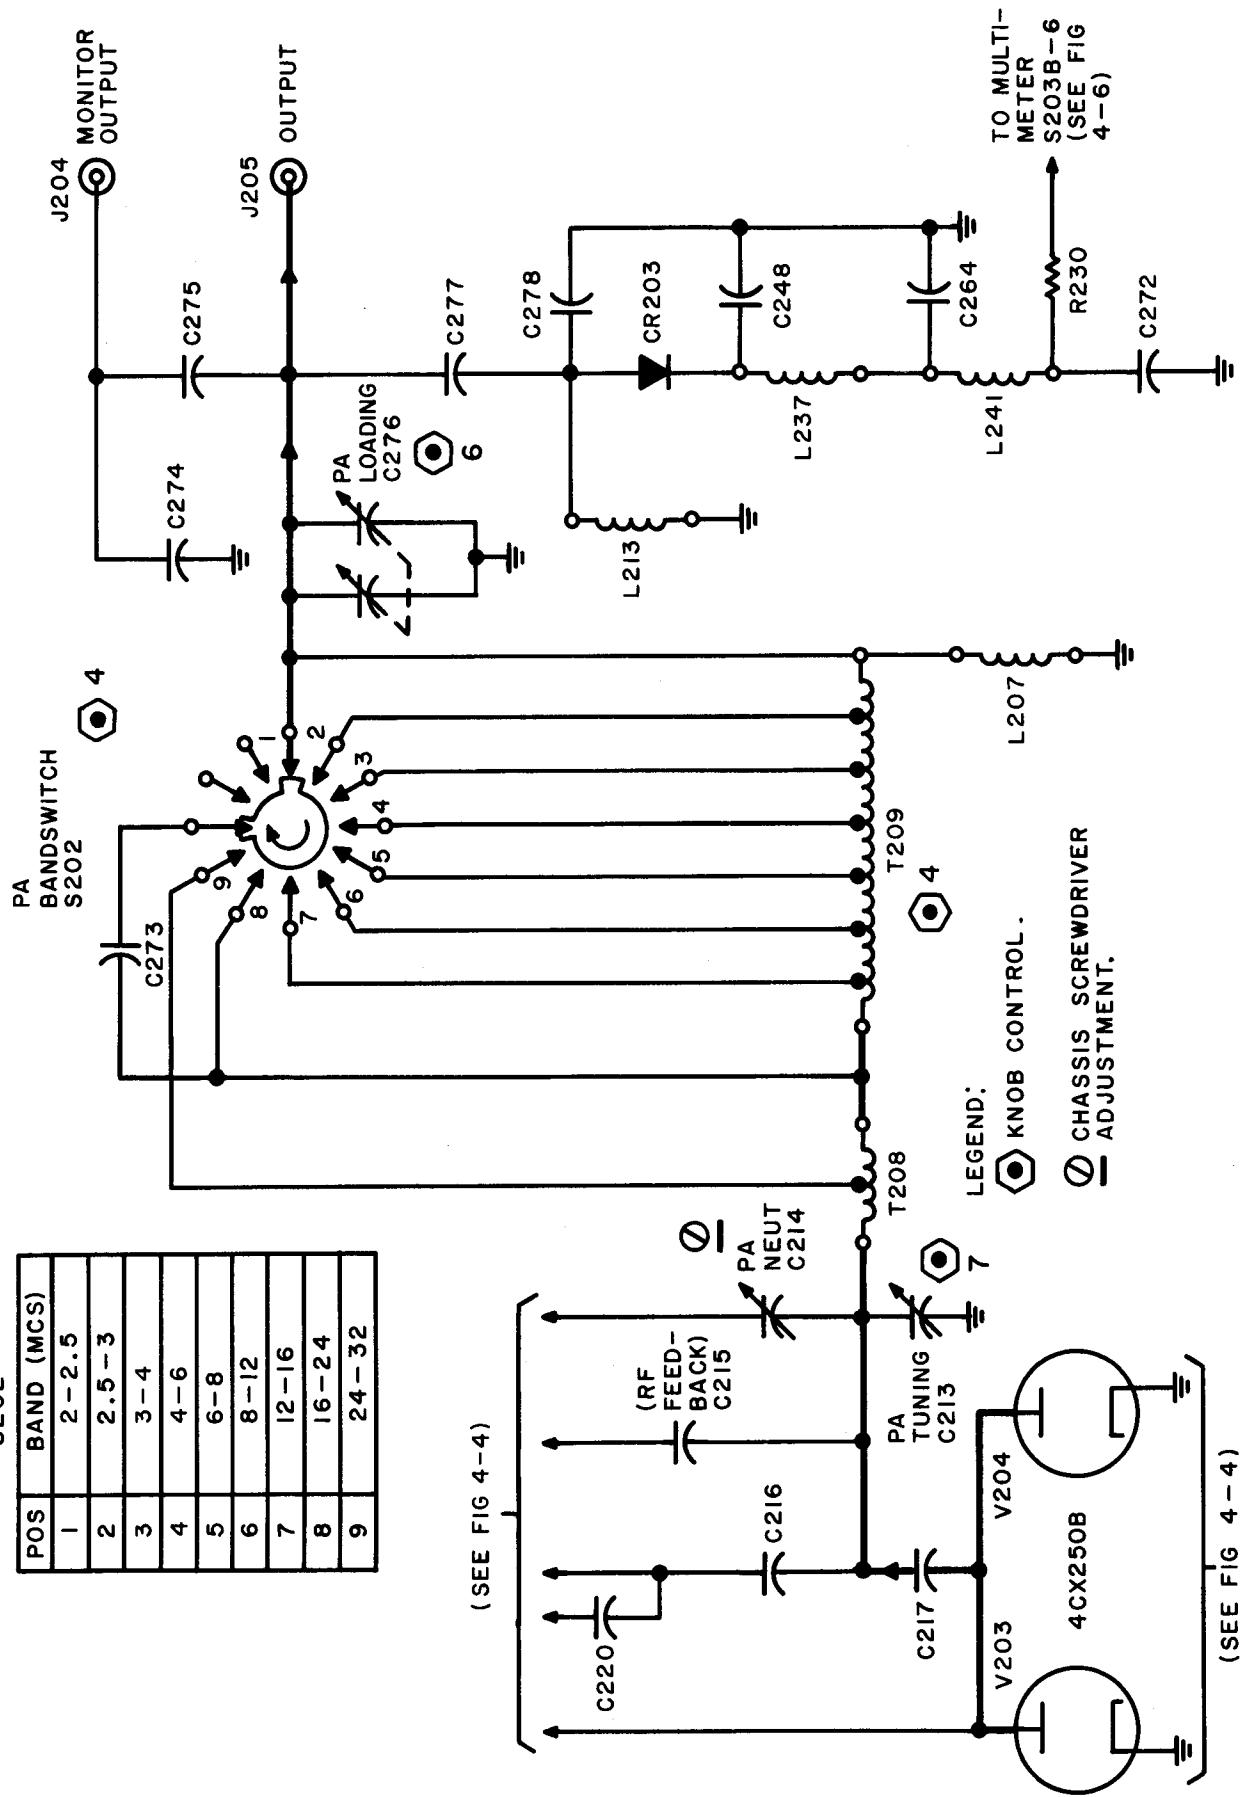 POS BAND (MCS)
1 2-2.5
2 2.5-3
3 3-4
4 4-6
5 6-8
6 8-12
7 12-16
8 16-24
9 24-32
PA
BANDSWITCH
S202
4
C273
1
2
3
4
5
6
7
8
9
J204
MONITOR
OUTPUT
J205
OUTPUT
C274
C275
PA
LOADING
C276
6
C277
C278
CR203
C248
C264
L213
L237
L241
R230
C272
TO MULTI-
METER
S203B-6
(SEE FIG
4-6)
L207
T209
4
T208
(SEE FIG 4-4)
C220
C216
(RF
FEED-
BACK)
C215
PA
NEUT
C214
PA
TUNING
C213
7
C217
V203
V204
4CX250B
(SEE FIG 4-4)
LEGEND:
KNOB CONTROL.
CHASSIS SCREWDRIVER
ADJUSTMENT.